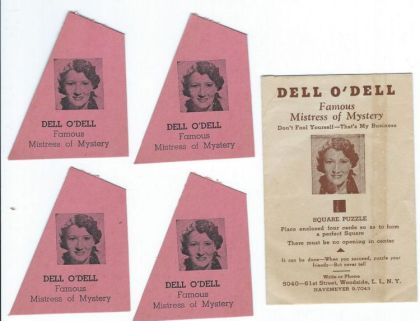 DELL O'DELL
Famous
Mistress of Mystery
DELL O'DELL
Famous
Mistress of Mystery
DELL O'DELL
Famous
Mistress of Mystery
DELL O'DELL
Famous
Mistress of Mystery
DELL O'DELL
Famous
Mistress of Mystery
Don't Fool Yourself—That's My Business
SQUARE PUZZLE
Place enclosed four cards so as to form
a perfect Square
There must be no opening in center
It can be done—When you succeed, puzzle your
friends—But never tell
Write or Phone
5040—61st Street, Woodside, L. I., N. Y.
HAVEMEYER 9-7043